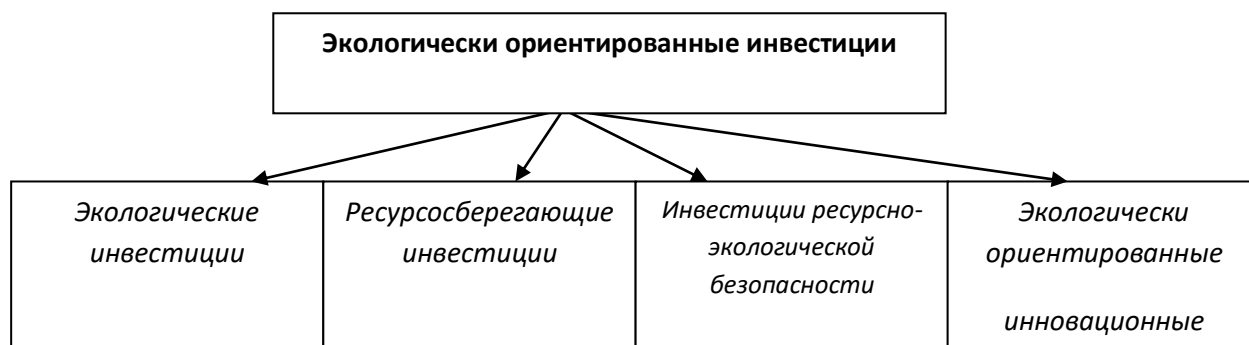 Экологически ориентированные инвестиции
Экологические
инвестиции
Ресурсосберегающие
инвестиции
Инвестиции ресурсно-
экологической
безопасности
Экологически
ориентированные
инновационные